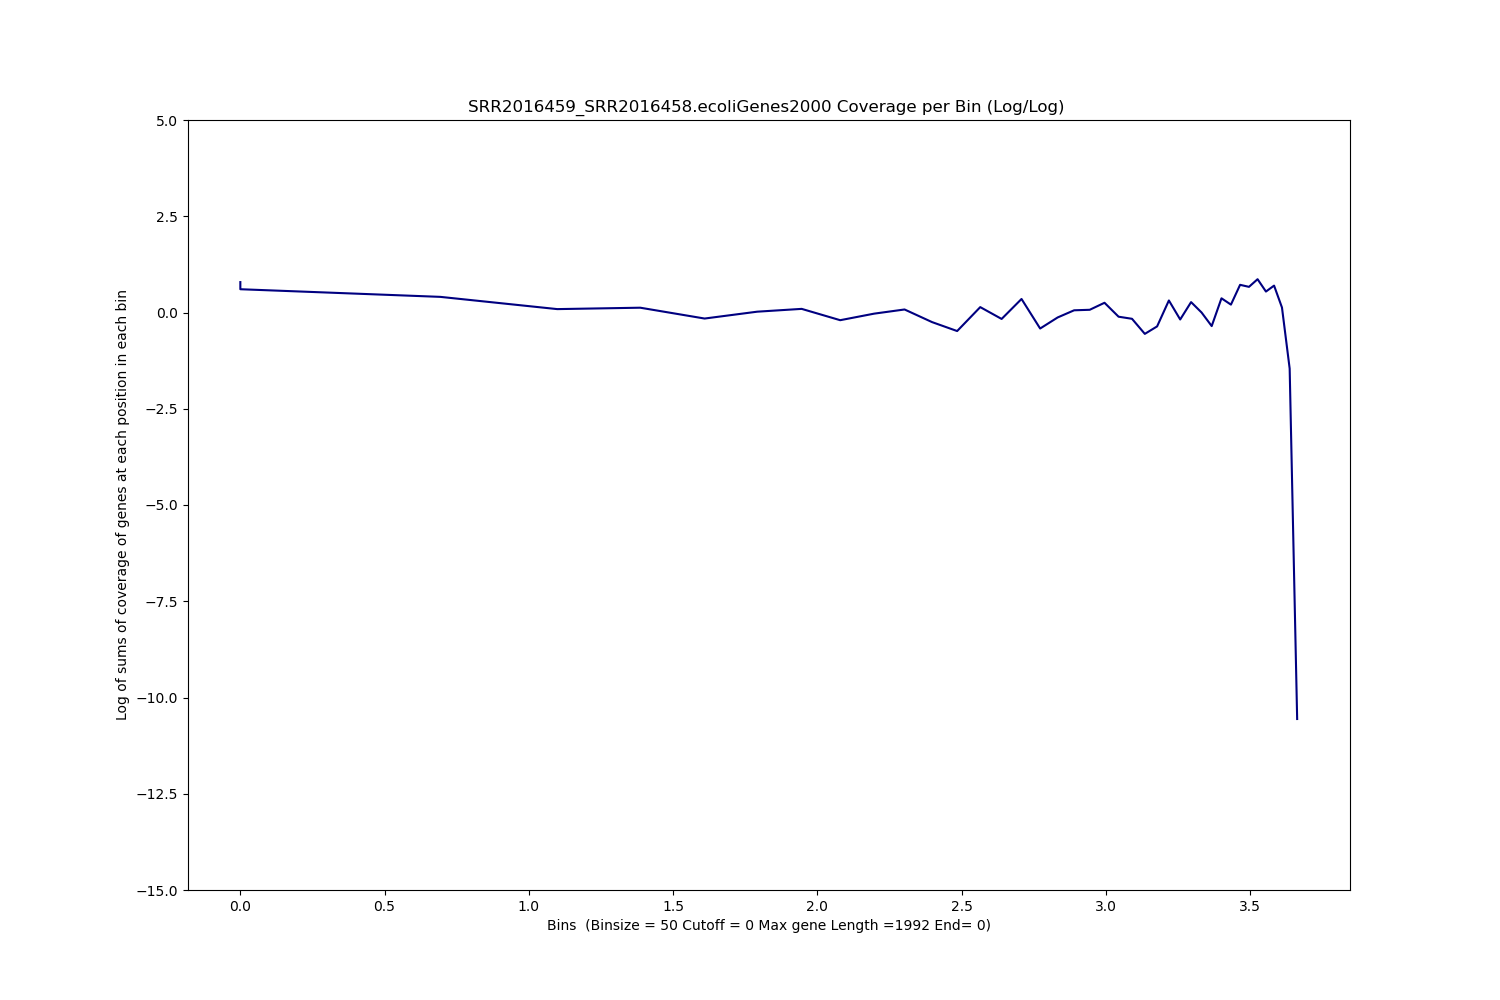 SRR2016459_SRR2016458.ecoliGenes2000 Coverage per Bin (Log/Log)
Log of sums of coverage of genes at each position in each bin
5.0
2.5
0.0
−2.5
−5.0
−7.5
−10.0
−12.5
−15.0
0.0 0.5 1.0 1.5 2.0 2.5 3.0 3.5
Bins  (Binsize = 50 Cutoff = 0 Max gene Length =1992 End= 0)